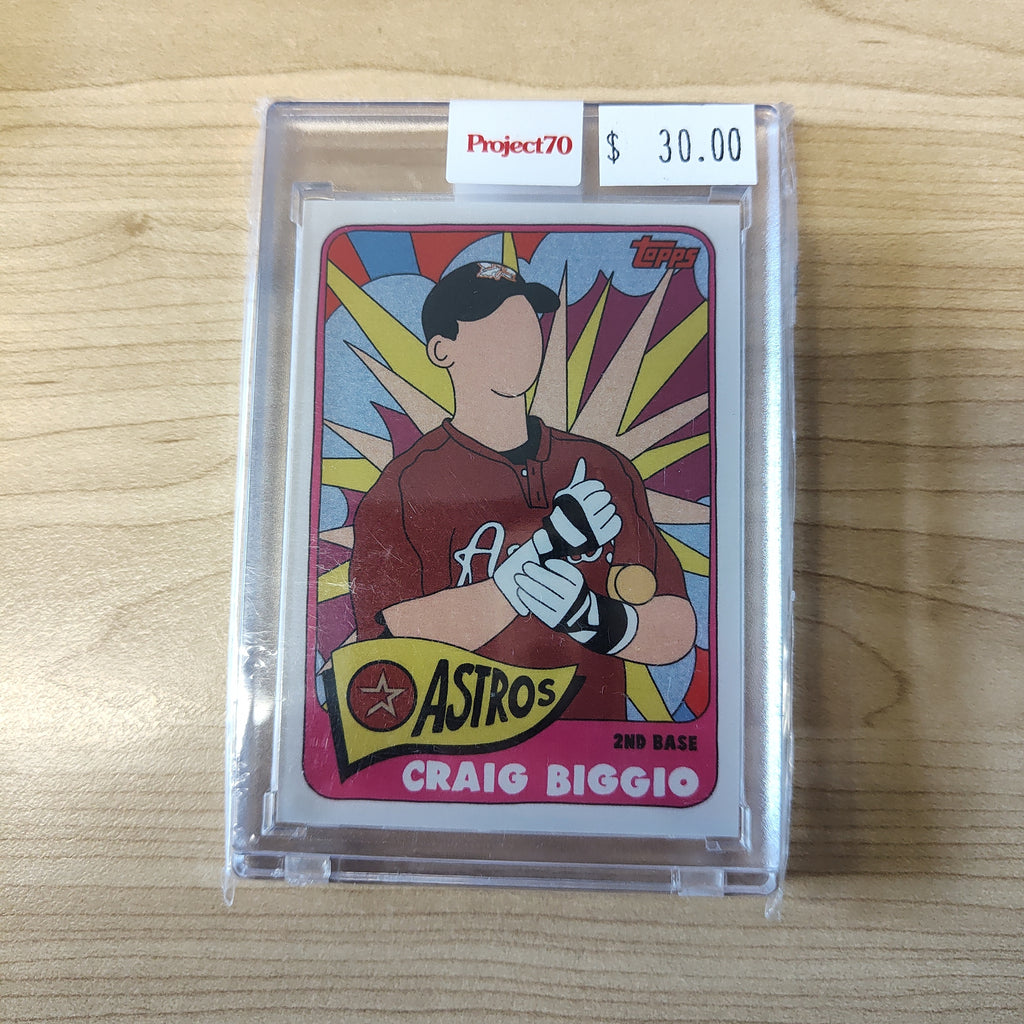 Project70
$ 30.00
topps
ASTROS
2ND BASE
CRAIG BIGGIO